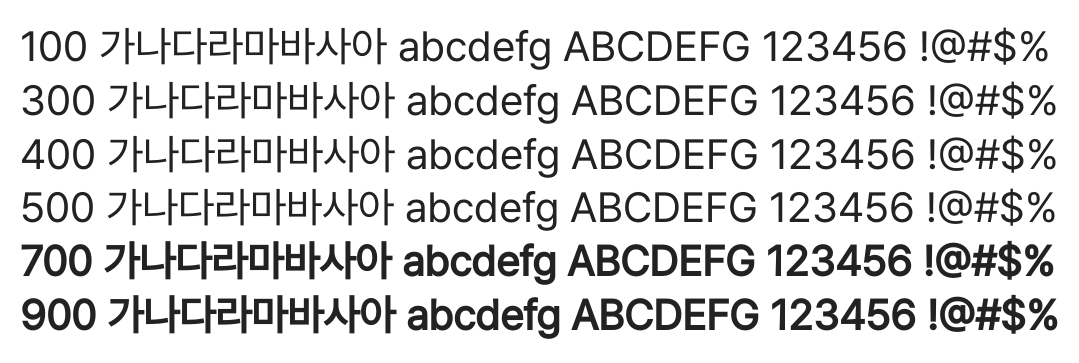 100 가나다라마바사아 abcdefg ABCDEFG 123456 !@#$%
300 가나다라마바사아 abcdefg ABCDEFG 123456 !@#$%
400 가나다라마바사아 abcdefg ABCDEFG 123456 !@#$%
500 가나다라마바사아 abcdefg ABCDEFG 123456 !@#$%
700 가나다라마바사아 abcdefg ABCDEFG 123456 !@#$%
900 가나다라마바사아 abcdefg ABCDEFG 123456 !@#$%